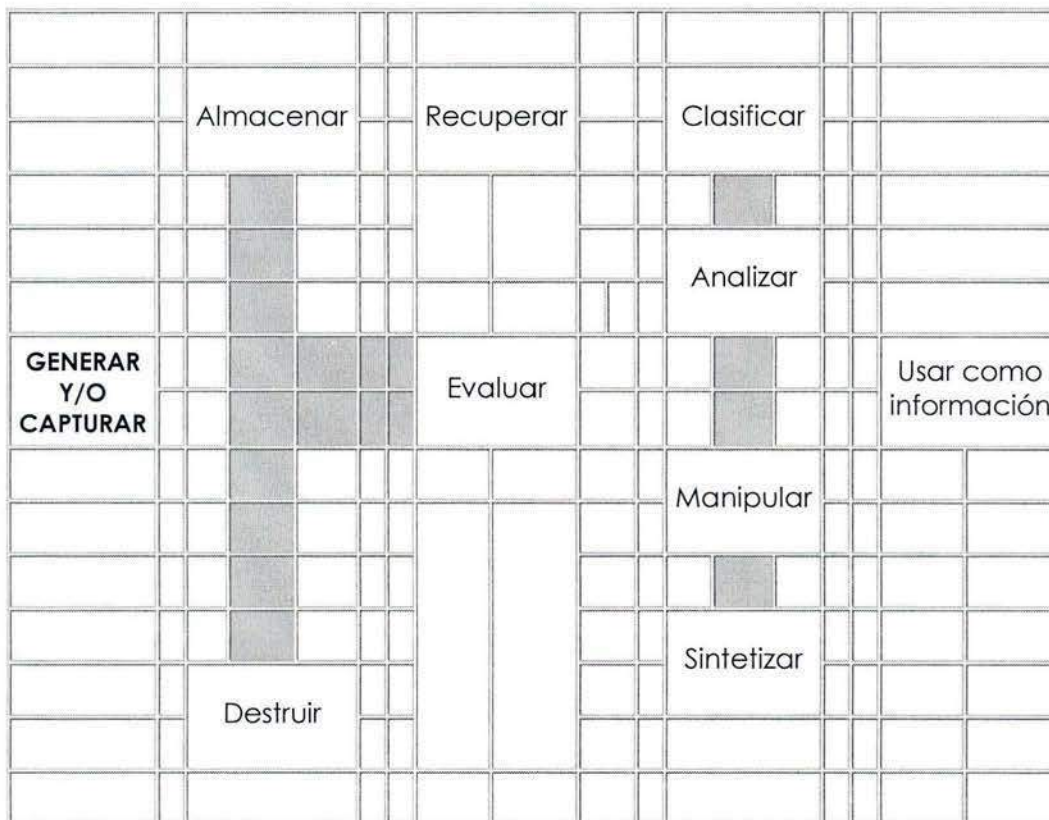 Almacenar
Recuperar
Clasificar
Analizar
GENERAR
Y/O
CAPTURAR
Evaluar
Usar como
información
Manipular
Sintetizar
Destruir